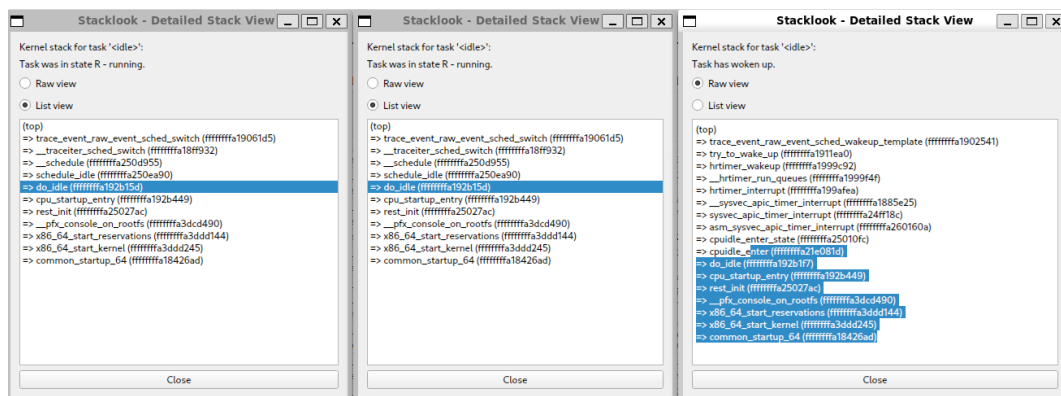 Stacklook - Detailed Stack View
Kernel stack for task '<idle>':
Task was in state R - running.
Raw view
List view
(top)
=> trace_event_raw_event_sched_switch (ffffffffa19061d5)
=> __traceiter_sched_switch (ffffffffa18ff932)
=> __schedule (ffffffffa250d955)
=> schedule_idle (ffffffffa250ea90)
=> do_idle (ffffffffa192b15d)
=> cpu_startup_entry (ffffffffa192b449)
=> rest_init (ffffffffa25027ac)
=> __pfx_console_on_rootfs (ffffffffa3dcd490)
=> x86_64_start_reservations (ffffffffa3ddd144)
=> x86_64_start_kernel (ffffffffa3ddd245)
=> common_startup_64 (ffffffffa18426ad)
Close
Stacklook - Detailed Stack View
Kernel stack for task '<idle>':
Task was in state R - running.
Raw view
List view
(top)
=> trace_event_raw_event_sched_switch (ffffffffa19061d5)
=> __traceiter_sched_switch (ffffffffa18ff932)
=> __schedule (ffffffffa250d955)
=> schedule_idle (ffffffffa250ea90)
=> do_idle (ffffffffa192b15d)
=> cpu_startup_entry (ffffffffa192b449)
=> rest_init (ffffffffa25027ac)
=> __pfx_console_on_rootfs (ffffffffa3dcd490)
=> x86_64_start_reservations (ffffffffa3ddd144)
=> x86_64_start_kernel (ffffffffa3ddd245)
=> common_startup_64 (ffffffffa18426ad)
Close
Stacklook - Detailed Stack View
Kernel stack for task '<idle>':
Task has woken up.
Raw view
List view
(top)
=> trace_event_raw_event_sched_wakeup_template (ffffffffa1902541)
=> try_to_wake_up (ffffffffa1911ea0)
=> hrtimer_wakeup (ffffffffa1999c92)
=> __hrtimer_run_queues (ffffffffa1999f4f)
=> hrtimer_interrupt (ffffffffa199afea)
=> __sysvec_apic_timer_interrupt (ffffffffa1885e25)
=> sysvec_apic_timer_interrupt (ffffffffa24ff18c)
=> asm_sysvec_apic_timer_interrupt (ffffffffa260160a)
=> cpuidle_enter_state (ffffffffa25010fc)
=> cpuidle_enter (ffffffffa21e081d)
=> do_idle (ffffffffa192b1f7)
=> cpu_startup_entry (ffffffffa192b449)
=> rest_init (ffffffffa25027ac)
=> __pfx_console_on_rootfs (ffffffffa3dcd490)
=> x86_64_start_reservations (ffffffffa3ddd144)
=> x86_64_start_kernel (ffffffffa3ddd245)
=> common_startup_64 (ffffffffa18426ad)
Close